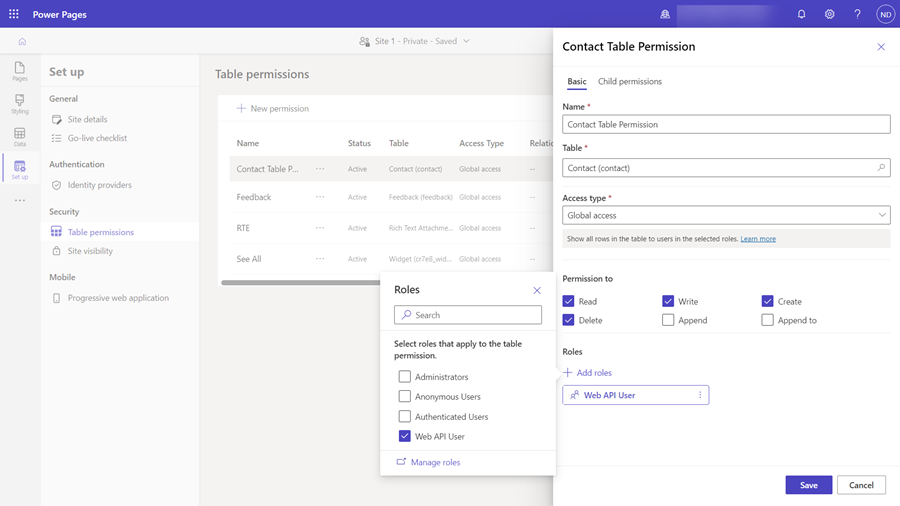 Power Pages
ND
Site 1 - Private - Saved
Pages
Styling
Data
Set up
Set up
General
Site details
Go-live checklist
Authentication
Identity providers
Security
Table permissions
Site visibility
Mobile
Progressive web application
Table permissions
New permission
Name Status Table Access Type Relatio
Contact Table P... ... Active Contact (contact) Global access --
Feedback ... Active Feedback (feedback) Global access --
RTE ... Active Rich Text Attachme... Global access --
See All ... Active Widget (cr7e8_wid... Global access --
Roles
Search
Select roles that apply to the table
permission.
Administrators
Anonymous Users
Authenticated Users
Web API User
Manage roles
Contact Table Permission
Basic Child permissions
Name *
Contact Table Permission
Table *
Contact (contact)
Access type *
Global access
Show all rows in the table to users in the selected roles. Learn more
Permission to
Read Write Create
Delete Append Append to
Roles
Add roles
Web API User
Save Cancel